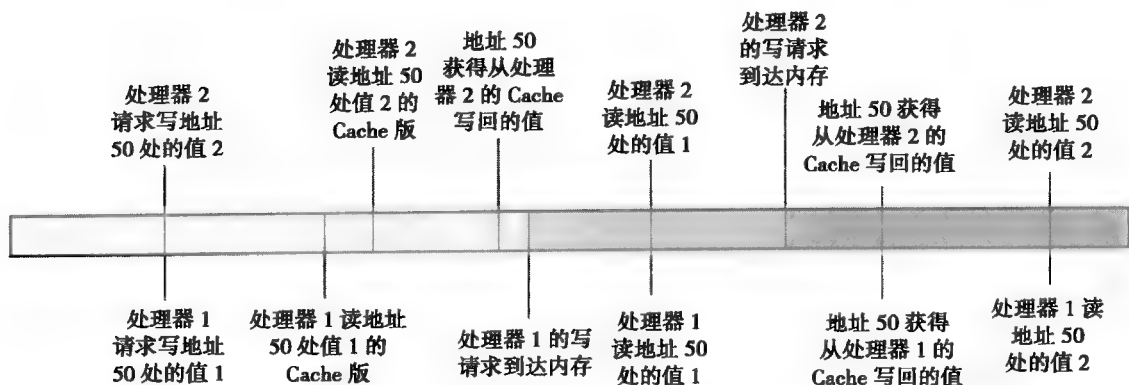 处理器 2
请求写地址
50 处的值 2
处理器 2
读地址 50
处值 2 的
Cache 版
地址 50
获得从处理
器 2 的 Cache
写回的值
处理器 2
读地址 50
处的值 1
处理器 2
的写请求
到达内存
地址 50 获得
从处理器 2 的
Cache 写回的值
处理器 2
读地址 50
处的值 2
处理器 1
请求写地址
50 处的值 1
处理器 1 读地址
50 处值 1 的
Cache 版
处理器 1 的写
请求到达内存
处理器 1
读地址 50
处的值 1
地址 50 获得
从处理器 1 的
Cache 写回的值
处理器 1 读
地址 50
处的值 2